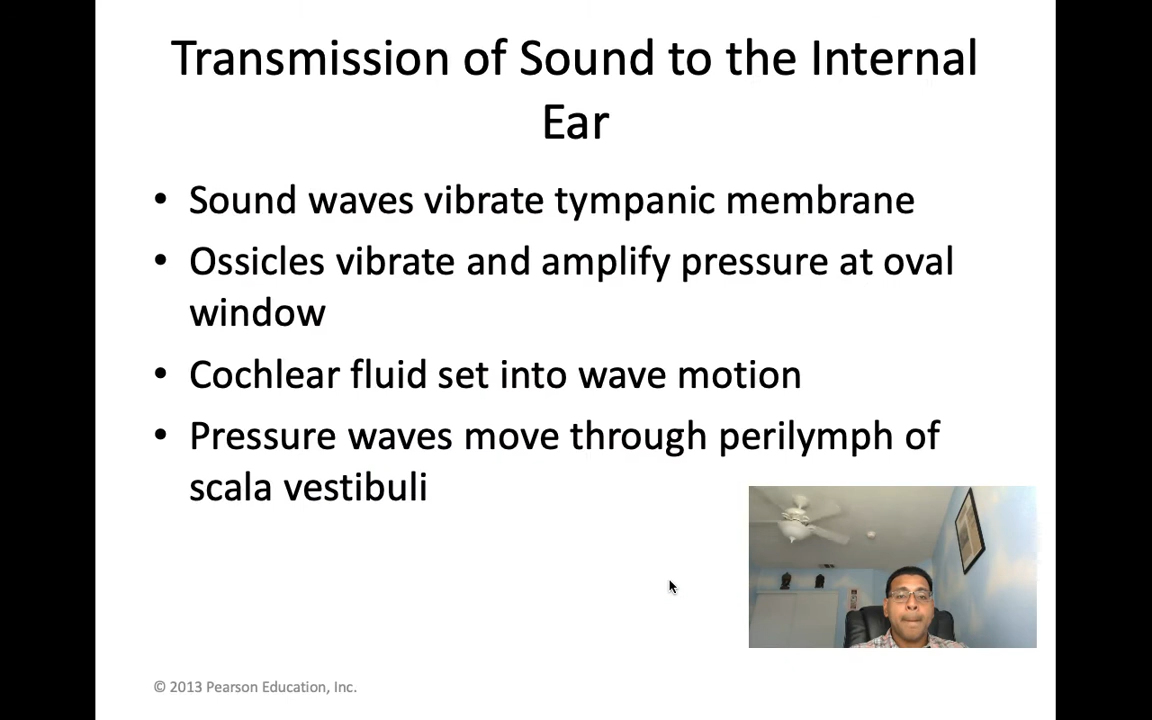 Transmission of Sound to the Internal
Ear
• Sound waves vibrate tympanic membrane
• Ossicles vibrate and amplify pressure at oval
window
• Cochlear fluid set into wave motion
• Pressure waves move through perilymph of
scala vestibuli
© 2013 Pearson Education, Inc.